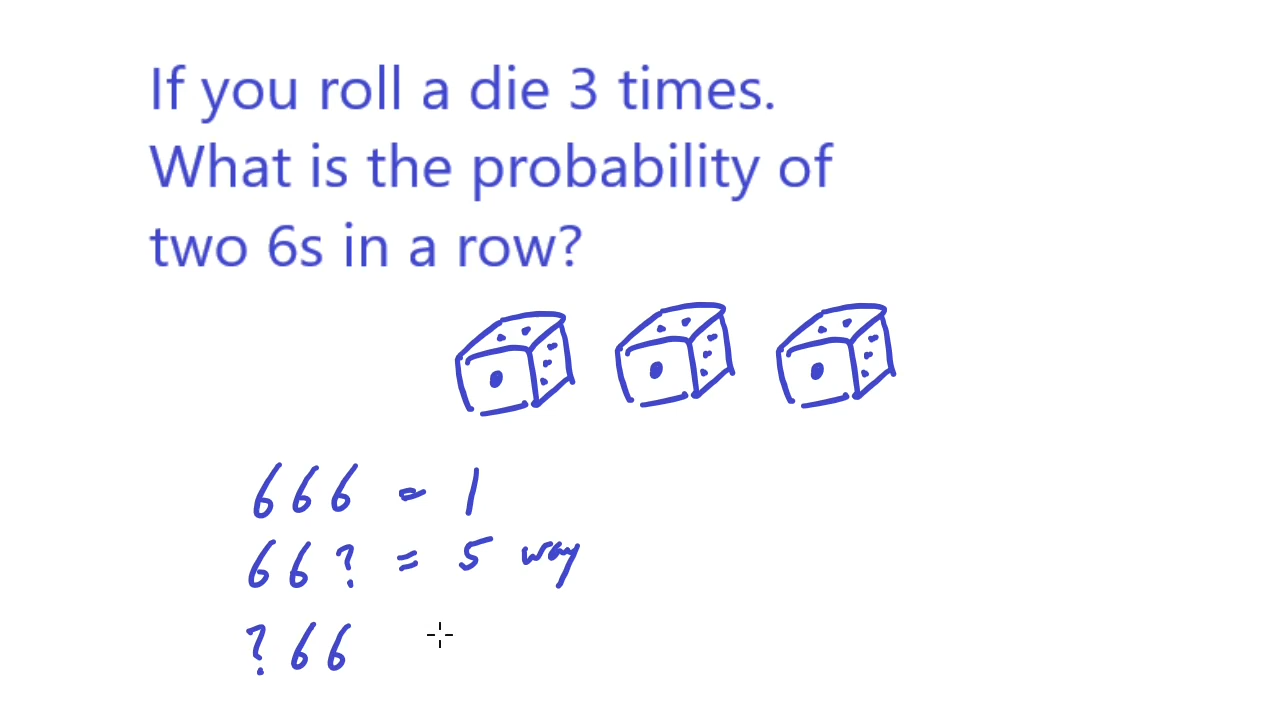 If you roll a die 3 times.
What is the probability of
two 6s in a row?
666 = 1
66? = 5 way
?66